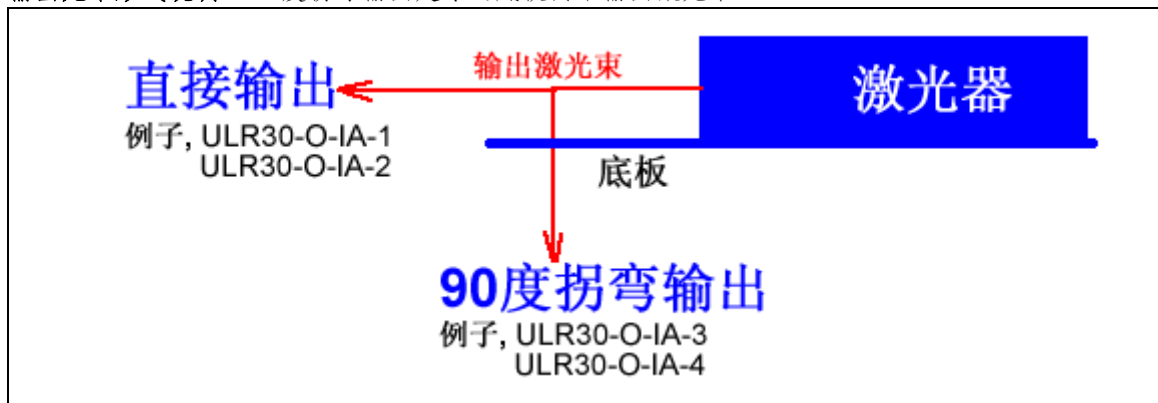 输出激光束
激光器
直接输出
例子, ULR30-O-IA-1
ULR30-O-IA-2
底板
90度拐弯输出
例子, ULR30-O-IA-3
ULR30-O-IA-4